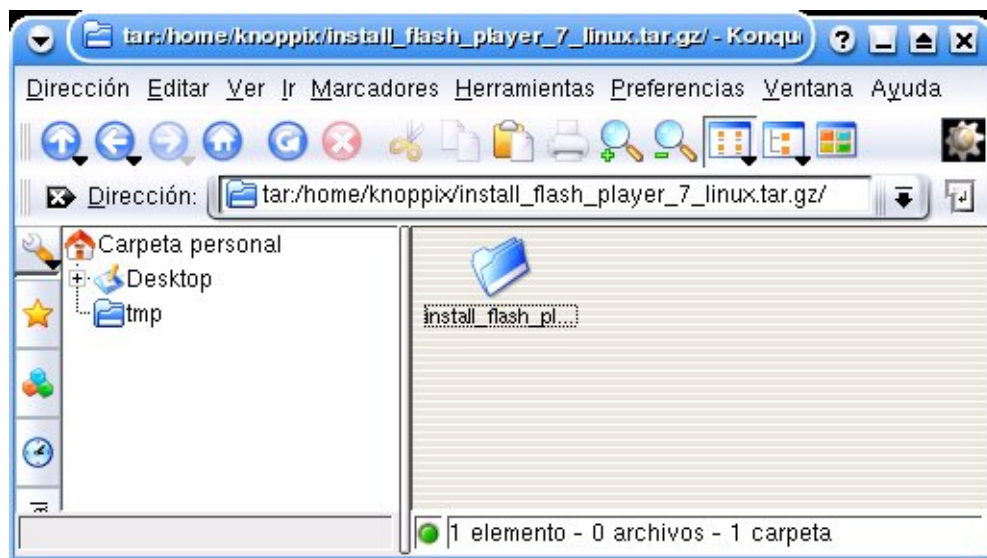 tar:/home/knoppix/install_flash_player_7_linux.tar.gz/ - Konqu
Dirección Editar Ver Ir Marcadores Herramientas Preferencias Ventana Ayuda
Dirección: tar:/home/knoppix/install_flash_player_7_linux.tar.gz/
Carpeta personal
Desktop
tmp
install_flash_pl...
1 elemento - 0 archivos - 1 carpeta